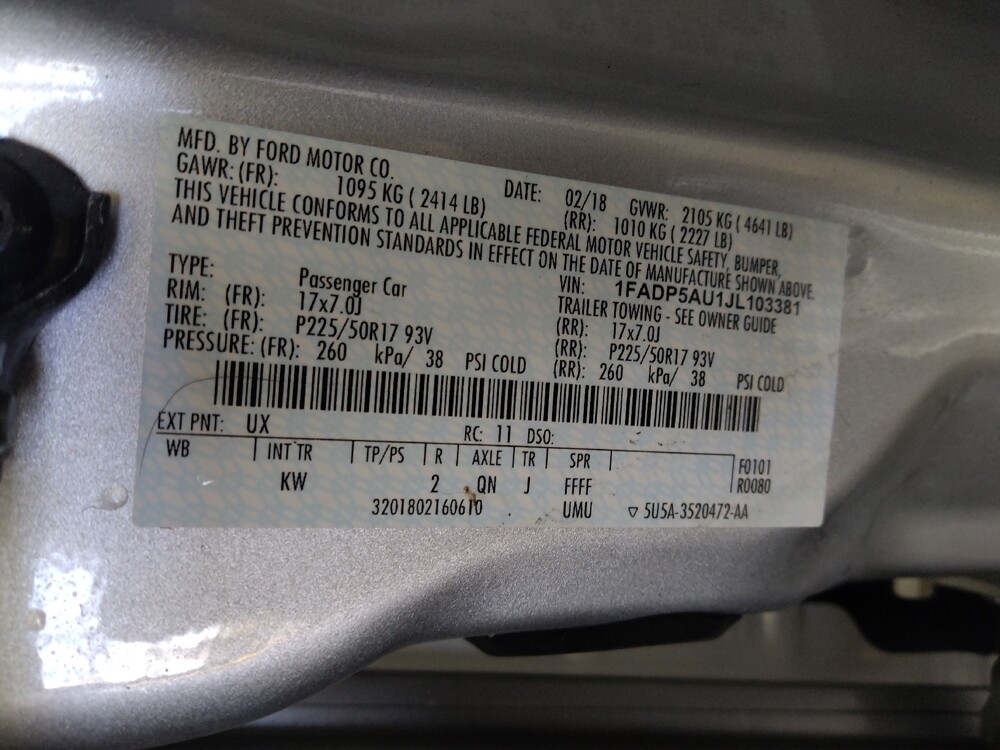 MFD. BY FORD MOTOR CO. DATE: 02/18 GVWR: 2105 KG ( 4641 LB)
GAWR: (FR): 1095 KG ( 2414 LB) (RR): 1010 KG ( 2227 LB)
THIS VEHICLE CONFORMS TO ALL APPLICABLE FEDERAL MOTOR VEHICLE SAFETY, BUMPER,
AND THEFT PREVENTION STANDARDS IN EFFECT ON THE DATE OF MANUFACTURE SHOWN ABOVE.
VIN: 1FADP5AU1JL103381
TYPE: Passenger Car TRAILER TOWING - SEE OWNER GUIDE
RIM: (FR): 17x7.0J (RR): 17x7.0J
TIRE: (FR): P225/50R17 93V (RR): P225/50R17 93V
PRESSURE: (FR): 260 kPa/ 38 PSI COLD (RR): 260 kPa/ 38 PSI COLD
EXT PNT: UX RC: 11 DSO:
WB INT TR TP/PS R AXLE TR SPR F0101
KW 2 QN J FFFF R0080
3201802160610 UMU ▽ 5U5A-3520472-AA